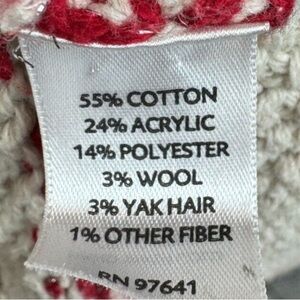 55% COTTON
24% ACRYLIC
14% POLYESTER
3% WOOL
3% YAK HAIR
1% OTHER FIBER
RN 97641